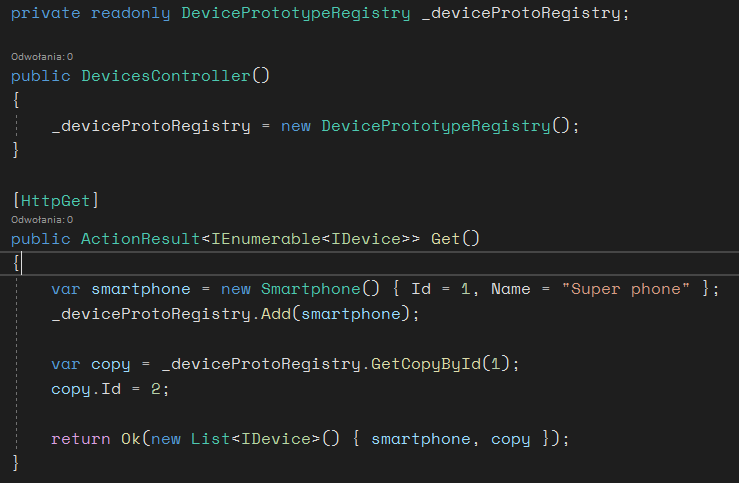 private readonly DevicePrototypeRegistry _deviceProtoRegistry;
Odwołania: 0
public DevicesController()
{
_deviceProtoRegistry = new DevicePrototypeRegistry();
}
[HttpGet]
Odwołania: 0
public ActionResult<IEnumerable<IDevice>> Get()
{
var smartphone = new Smartphone() { Id = 1, Name = "Super phone" };
_deviceProtoRegistry.Add(smartphone);
var copy = _deviceProtoRegistry.GetCopyById(1);
copy.Id = 2;
return Ok(new List<IDevice>() { smartphone, copy });
}